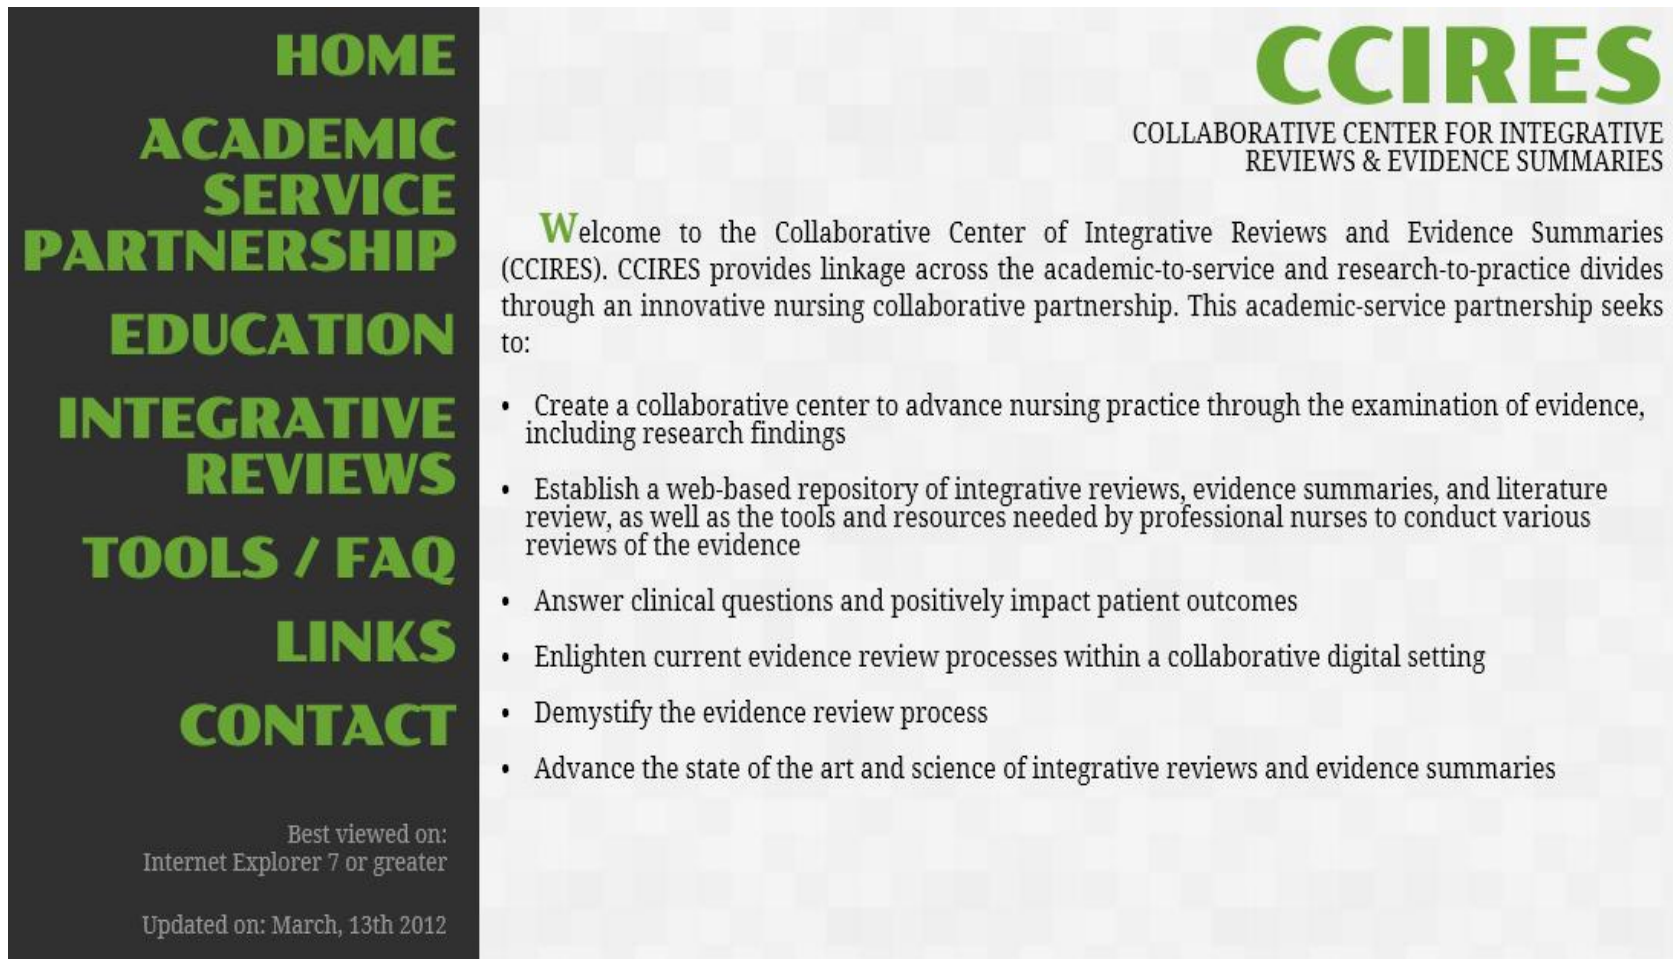 HOME
ACADEMIC
SERVICE
PARTNERSHIP
EDUCATION
INTEGRATIVE
REVIEWS
TOOLS / FAQ
LINKS
CONTACT
Best viewed on:
Internet Explorer 7 or greater
Updated on: March, 13th 2012
CCIRES
COLLABORATIVE CENTER FOR INTEGRATIVE
REVIEWS & EVIDENCE SUMMARIES
Welcome to the Collaborative Center of Integrative Reviews and Evidence Summaries
(CCIRES). CCIRES provides linkage across the academic-to-service and research-to-practice divides
through an innovative nursing collaborative partnership. This academic-service partnership seeks
to:
• Create a collaborative center to advance nursing practice through the examination of evidence,
including research findings
• Establish a web-based repository of integrative reviews, evidence summaries, and literature
review, as well as the tools and resources needed by professional nurses to conduct various
reviews of the evidence
• Answer clinical questions and positively impact patient outcomes
• Enlighten current evidence review processes within a collaborative digital setting
• Demystify the evidence review process
• Advance the state of the art and science of integrative reviews and evidence summaries